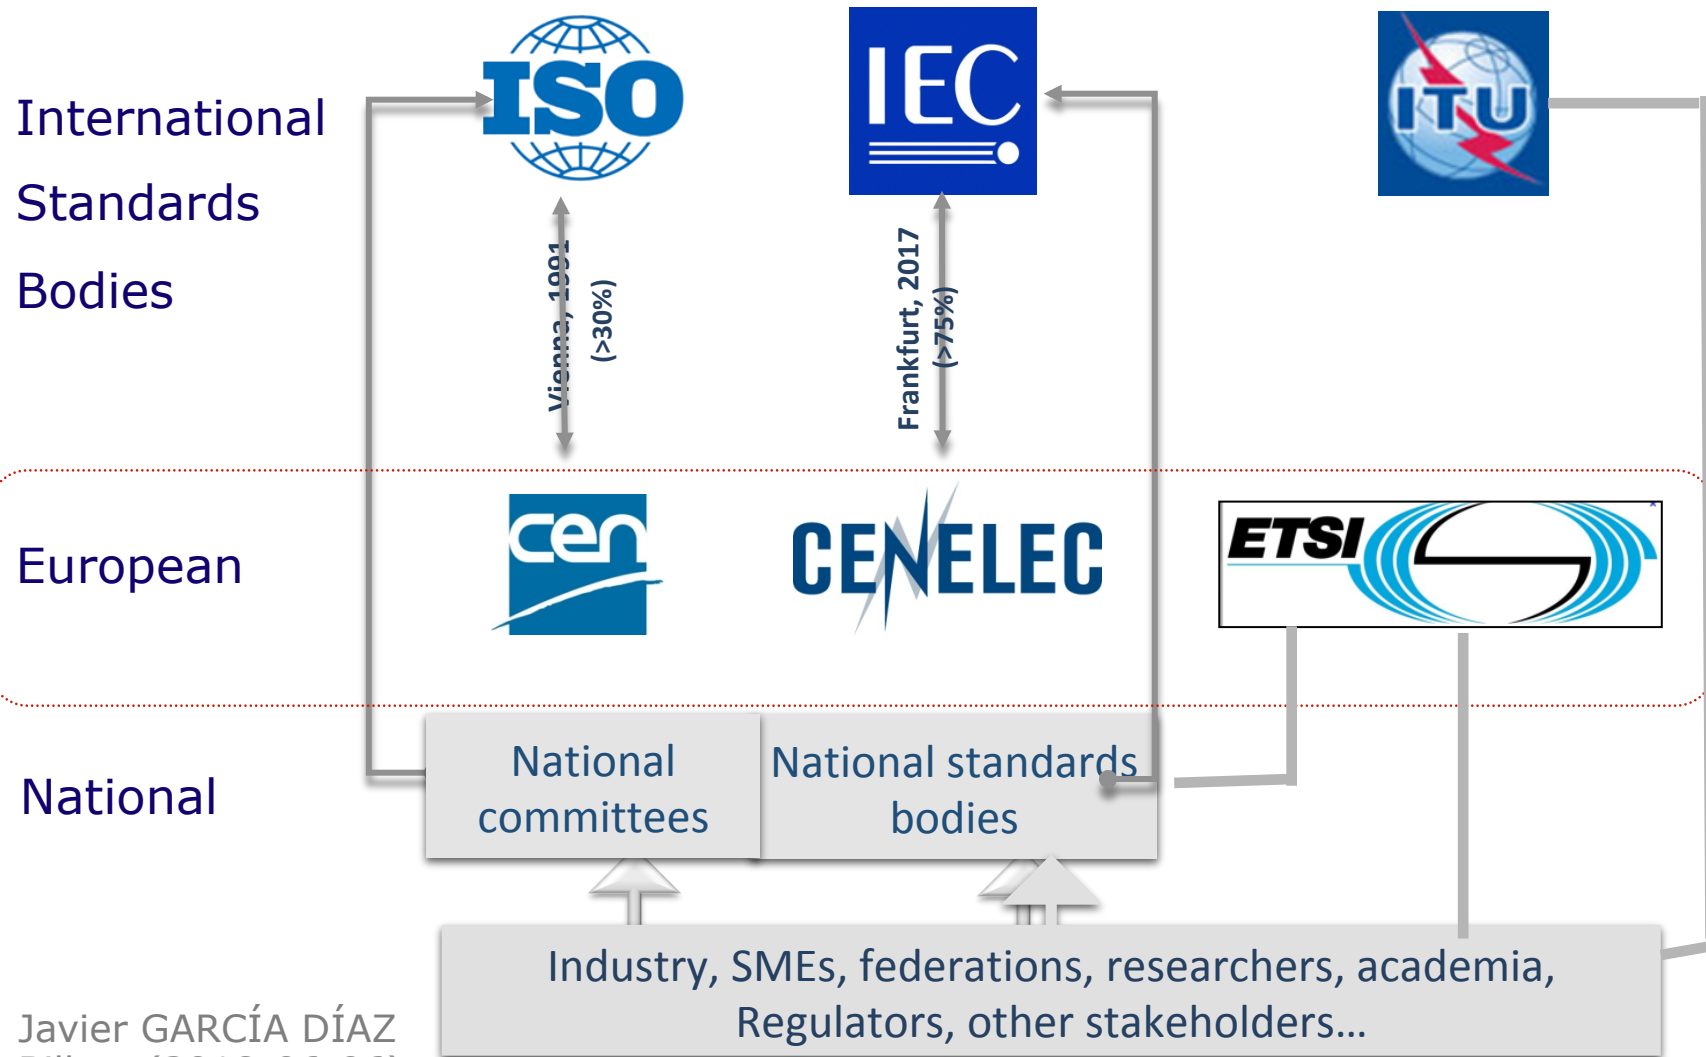 International
Standards
Bodies
ISO
IEC
ITU
Vienna, 1991
(>30%)
Frankfurt, 2017
(>75%)
European
cen
CENELEC
ETSI
National
National
committees
National standards
bodies
Industry, SMEs, federations, researchers, academia,
Regulators, other stakeholders…
Javier GARCÍA DÍAZ